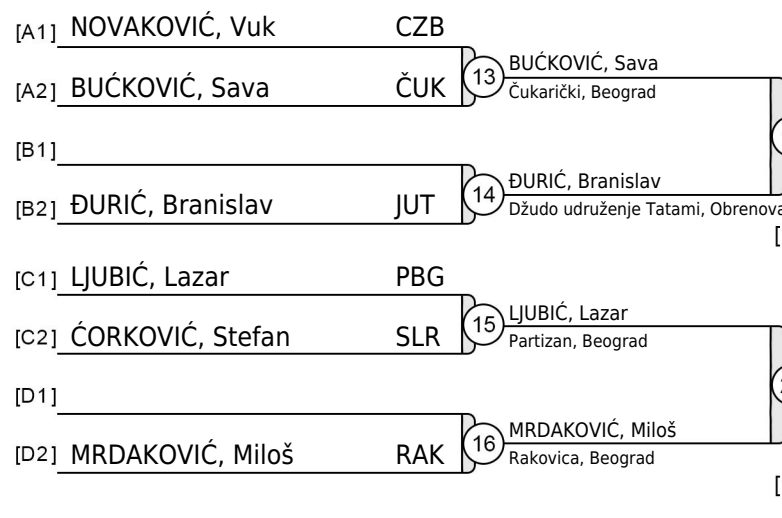 [A1] NOVAKOVIĆ, Vuk CZB
BUĆKOVIĆ, Sava
13
[A2] BUĆKOVIĆ, Sava ČUK
Čukarički, Beograd
[B1]
ĐURIĆ, Branislav
14
[B2] ĐURIĆ, Branislav JUT
Džudo udruženje Tatami, Obrenova
[
[C1] LJUBIĆ, Lazar PBG
LJUBIĆ, Lazar
15
[C2] ĆORKOVIĆ, Stefan SLR
Partizan, Beograd
[D1]
MRDAKOVIĆ, Miloš
16
[D2] MRDAKOVIĆ, Miloš RAK
Rakovica, Beograd
[